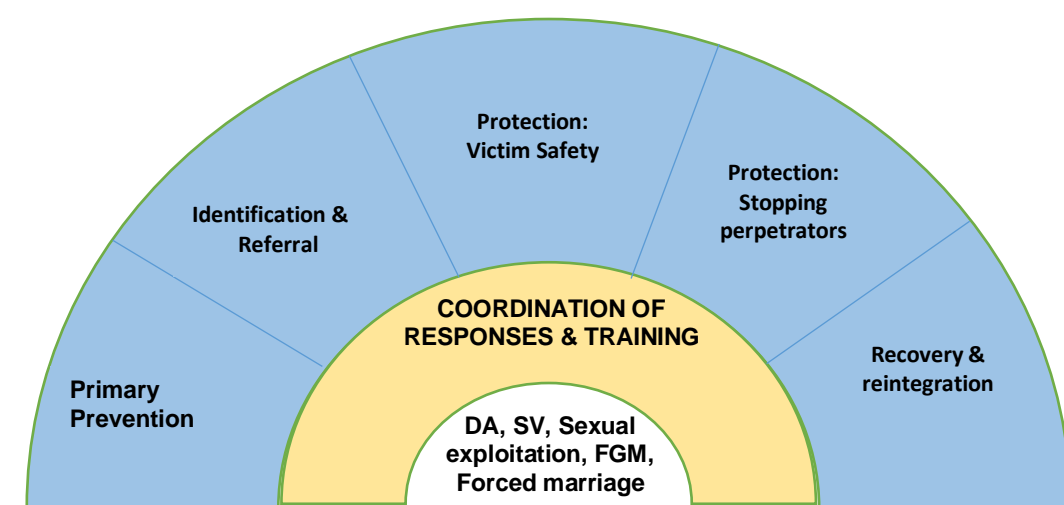 Protection:
Victim Safety
Protection:
Stopping
perpetrators
Identification &
Referral
COORDINATION OF
RESPONSES & TRAINING
Recovery &
reintegration
Primary
Prevention
DA, SV, Sexual
exploitation, FGM,
Forced marriage